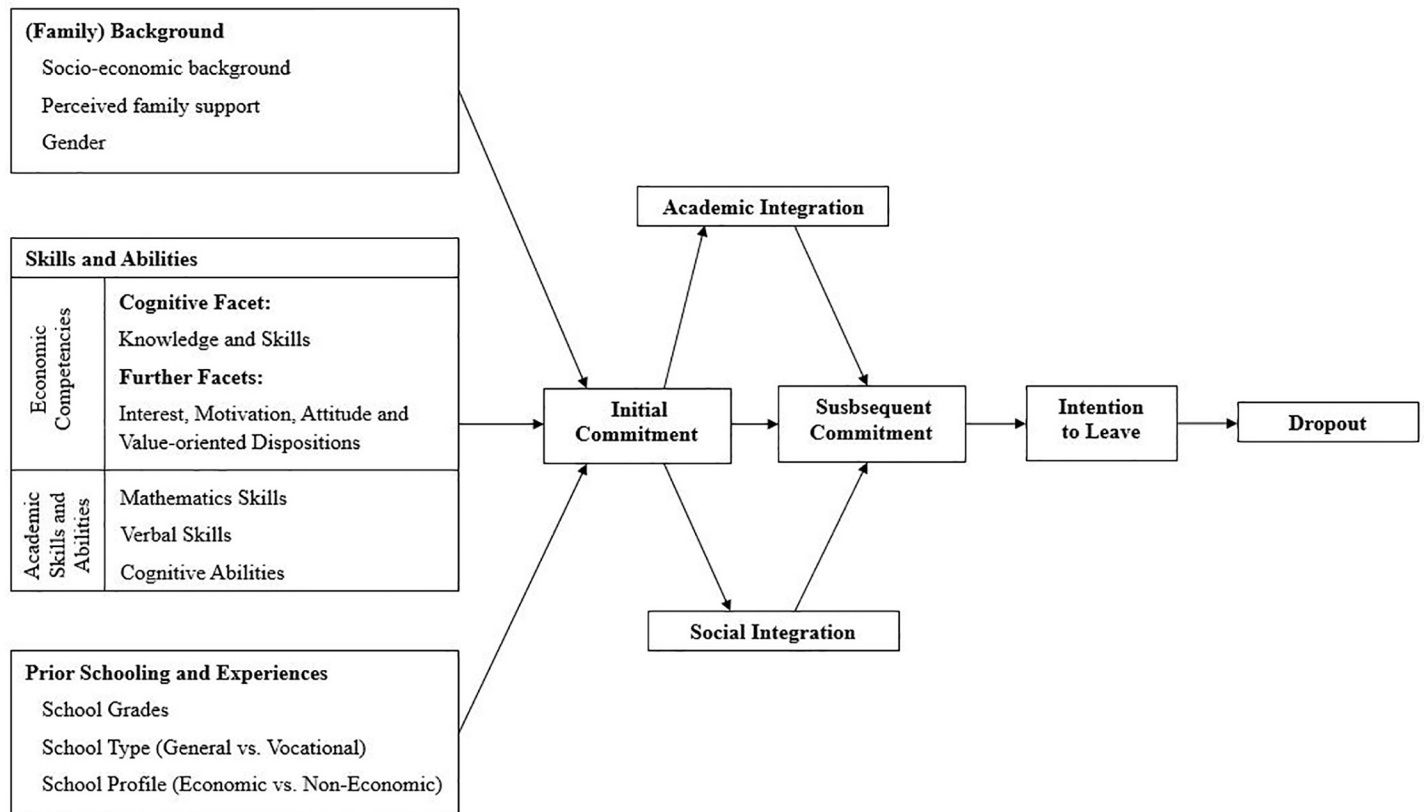 (Family) Background
Socio-economic background
Perceived family support
Gender
Skills and Abilities
Economic
Competencies
Cognitive Facet:
Knowledge and Skills
Further Facets:
Interest, Motivation, Attitude and
Value-oriented Dispositions
Academic
Skills and
Abilities
Mathematics Skills
Verbal Skills
Cognitive Abilities
Prior Schooling and Experiences
School Grades
School Type (General vs. Vocational)
School Profile (Economic vs. Non-Economic)
Initial
Commitment
Academic Integration
Social Integration
Susbsequent
Commitment
Intention
to Leave
Dropout